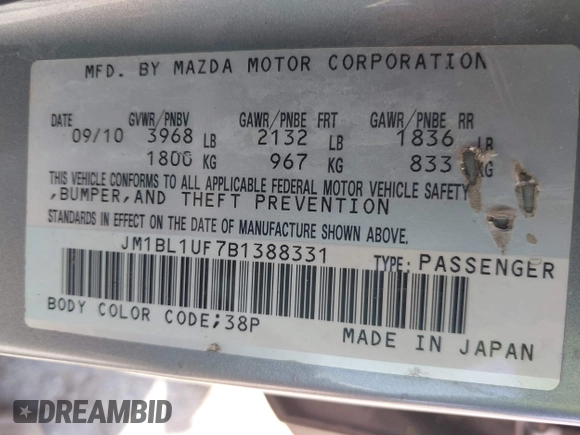 MFD. BY MAZDA MOTOR CORPORATION
DATE GVWR/PNBV GAWR/PNBE FRT GAWR/PNBE RR
09/10 3968 LB 2132 LB 1836 LB
1800 KG 967 KG 833 KG
THIS VEHICLE CONFORMS TO ALL APPLICABLE FEDERAL MOTOR VEHICLE SAFETY
,BUMPER,AND THEFT PREVENTION
STANDARDS IN EFFECT ON THE DATE OF MANUFACTURE SHOWN ABOVE.
JM1BL1UF7B1388331 TYPE: PASSENGER
BODY COLOR CODE;38P
MADE IN JAPAN
DREAMBID